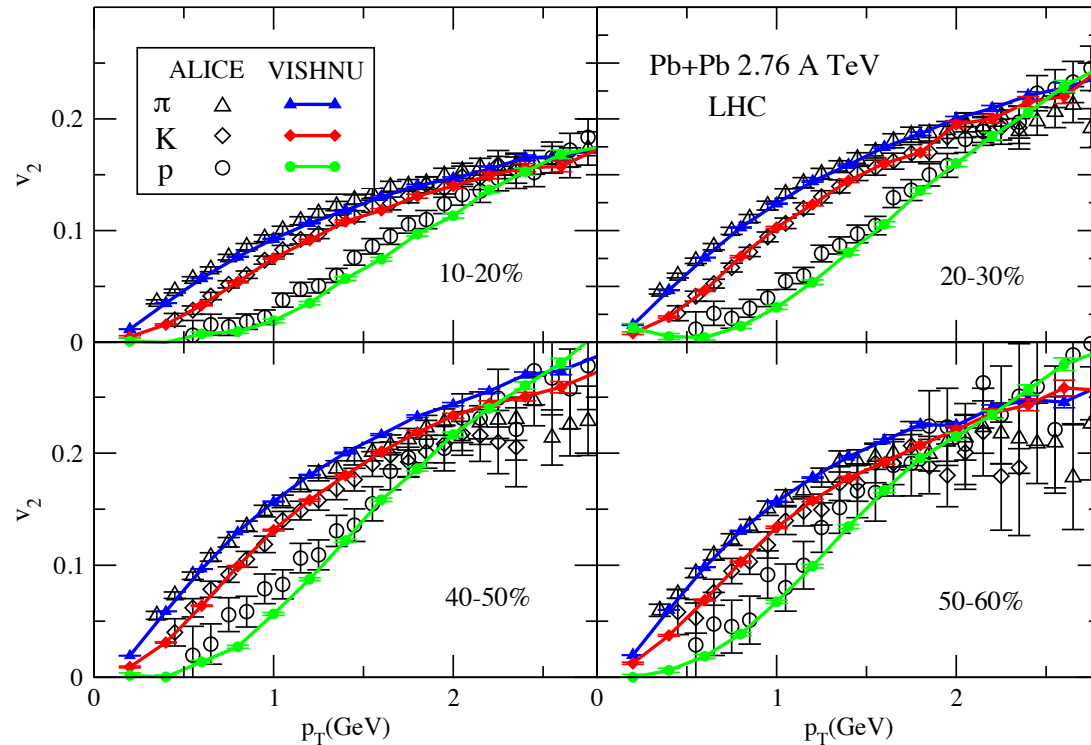 ALICE VISHNU
π
K
p
Pb+Pb 2.76 A TeV
LHC
0.2
0.1
0
v2
10-20%
20-30%
0.2
0.1
0
v2
40-50%
50-60%
0 1 2 0 1 2
pT(GeV) pT(GeV)